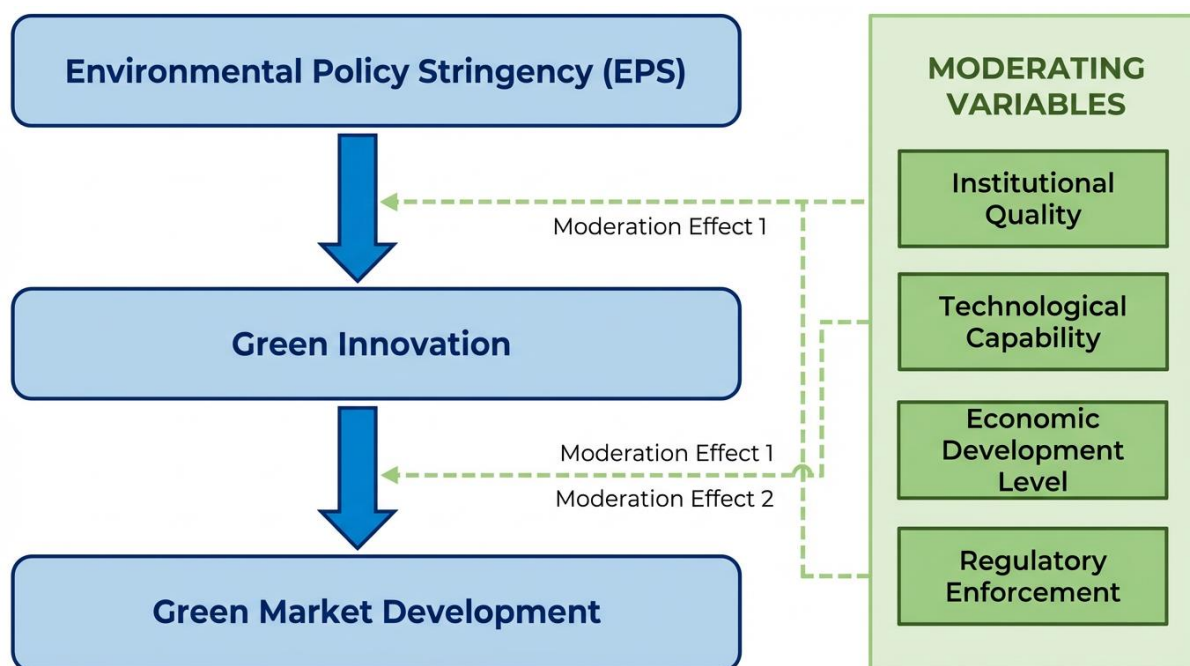 Environmental Policy Stringency (EPS)
Moderation Effect 1
Green Innovation
Moderation Effect 1
Moderation Effect 2
Green Market Development
MODERATING
VARIABLES
Institutional
Quality
Technological
Capability
Economic
Development
Level
Regulatory
Enforcement